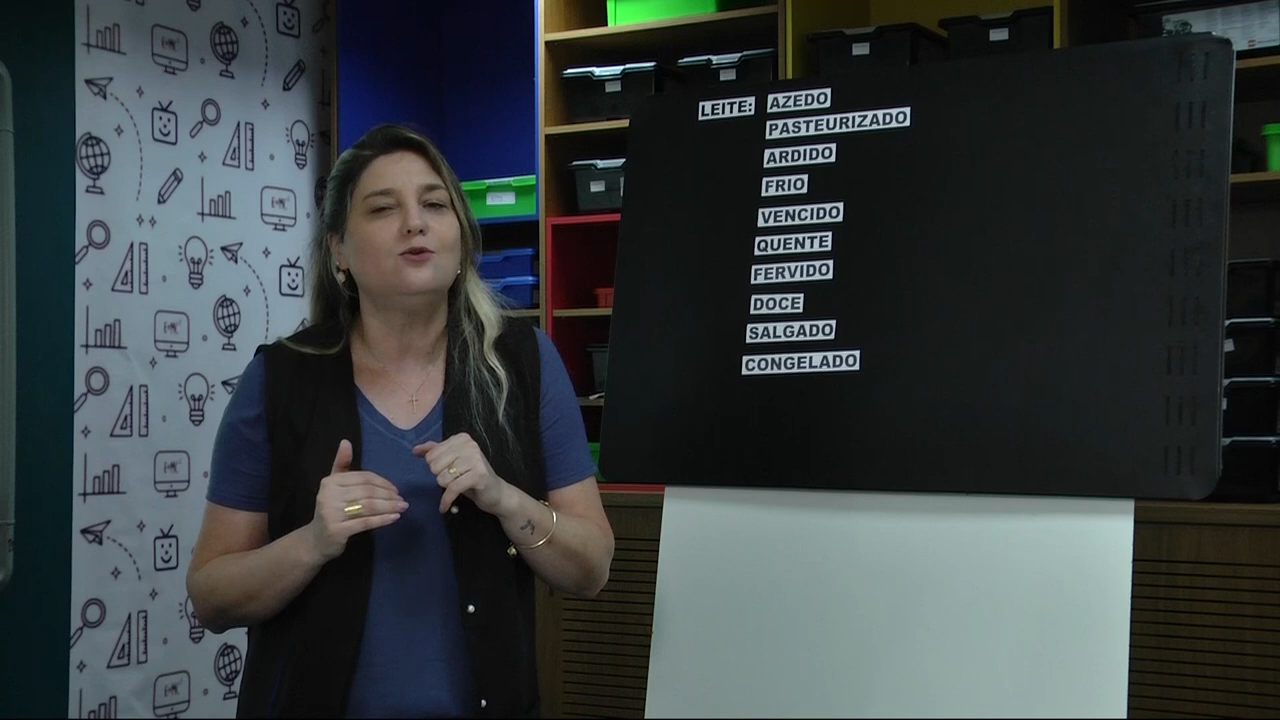 LEITE: AZEDO
PASTEURIZADO
ARDIDO
FRIO
VENCIDO
QUENTE
FERVIDO
DOCE
SALGADO
CONGELADO